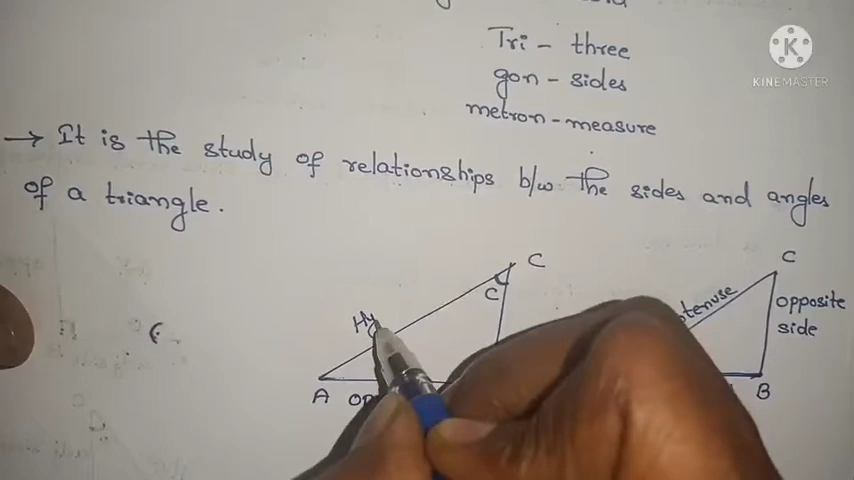 Tri - three
gon - sides
metron - measure
K
KINEMASTER
→ It is the study of relationships b/w the sides and angles
of a triangle.
C
C
Hy
A
C
opposite
side
B